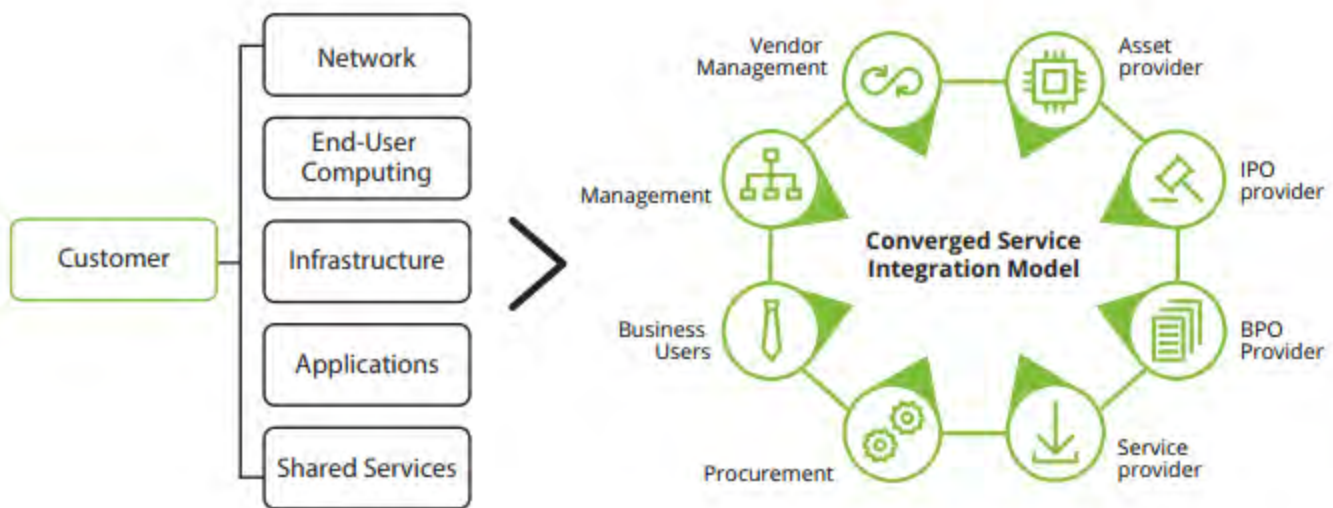 Customer
Network
End-User
Computing
Infrastructure
Applications
Shared Services
Vendor
Management
Asset
provider
Management
IPO
provider
Converged Service
Integration Model
Business
Users
BPO
Provider
Procurement
Service
provider